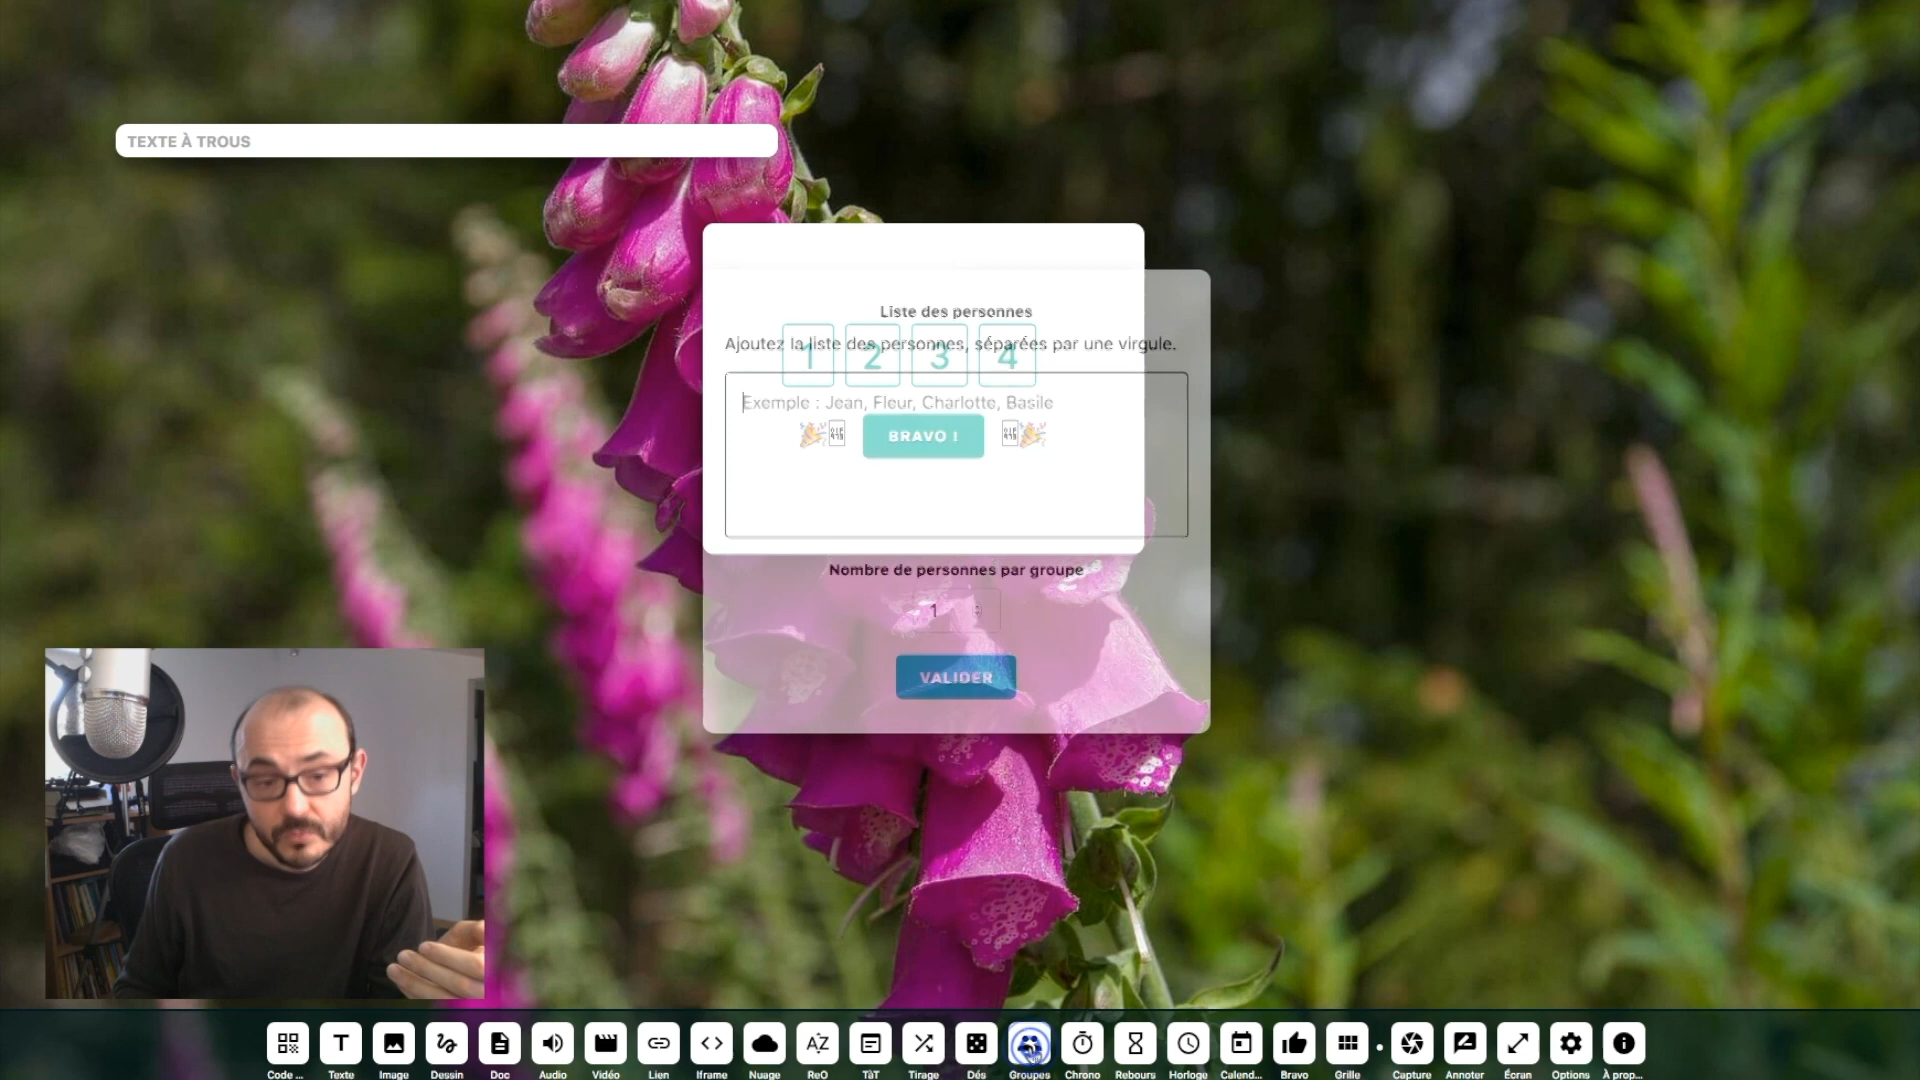 TEXTE À TROUS
Liste des personnes
Ajoutez la liste des personnes, séparées par une virgule.
1 2 3 4
Exemple : Jean, Fleur, Charlotte, Basile
BRAVO !
Nombre de personnes par groupe
1
VALIDER
Code ... Texte Image Dessin Doc Audio Vidéo Lien Iframe Nuage ReO TàT Tirage Dés Groupes Chrono Rebours Horloge Calend... Bravo Grille Capture Annoter Écran Options À prop...